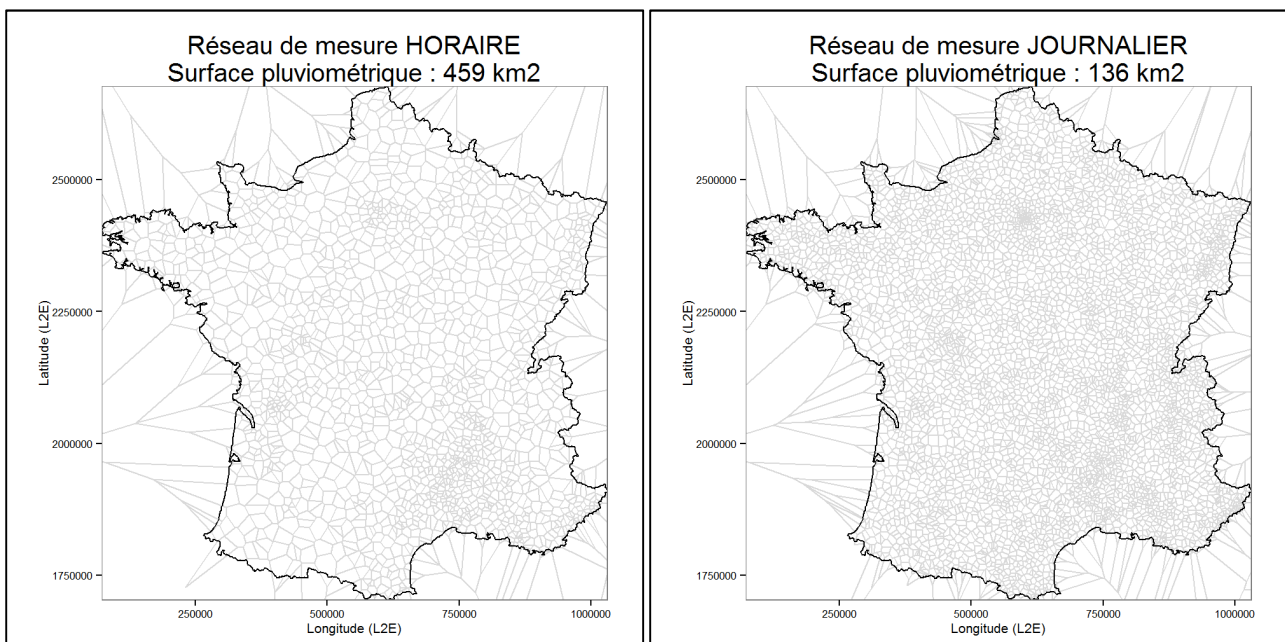 Réseau de mesure HORAIRE
Surface pluviométrique : 459 km2
2500000
2250000
2000000
1750000
Latitude (L2E)
250000 500000 750000 1000000
Longitude (L2E)
Réseau de mesure JOURNALIER
Surface pluviométrique : 136 km2
2500000
2250000
2000000
1750000
Latitude (L2E)
250000 500000 750000 1000000
Longitude (L2E)